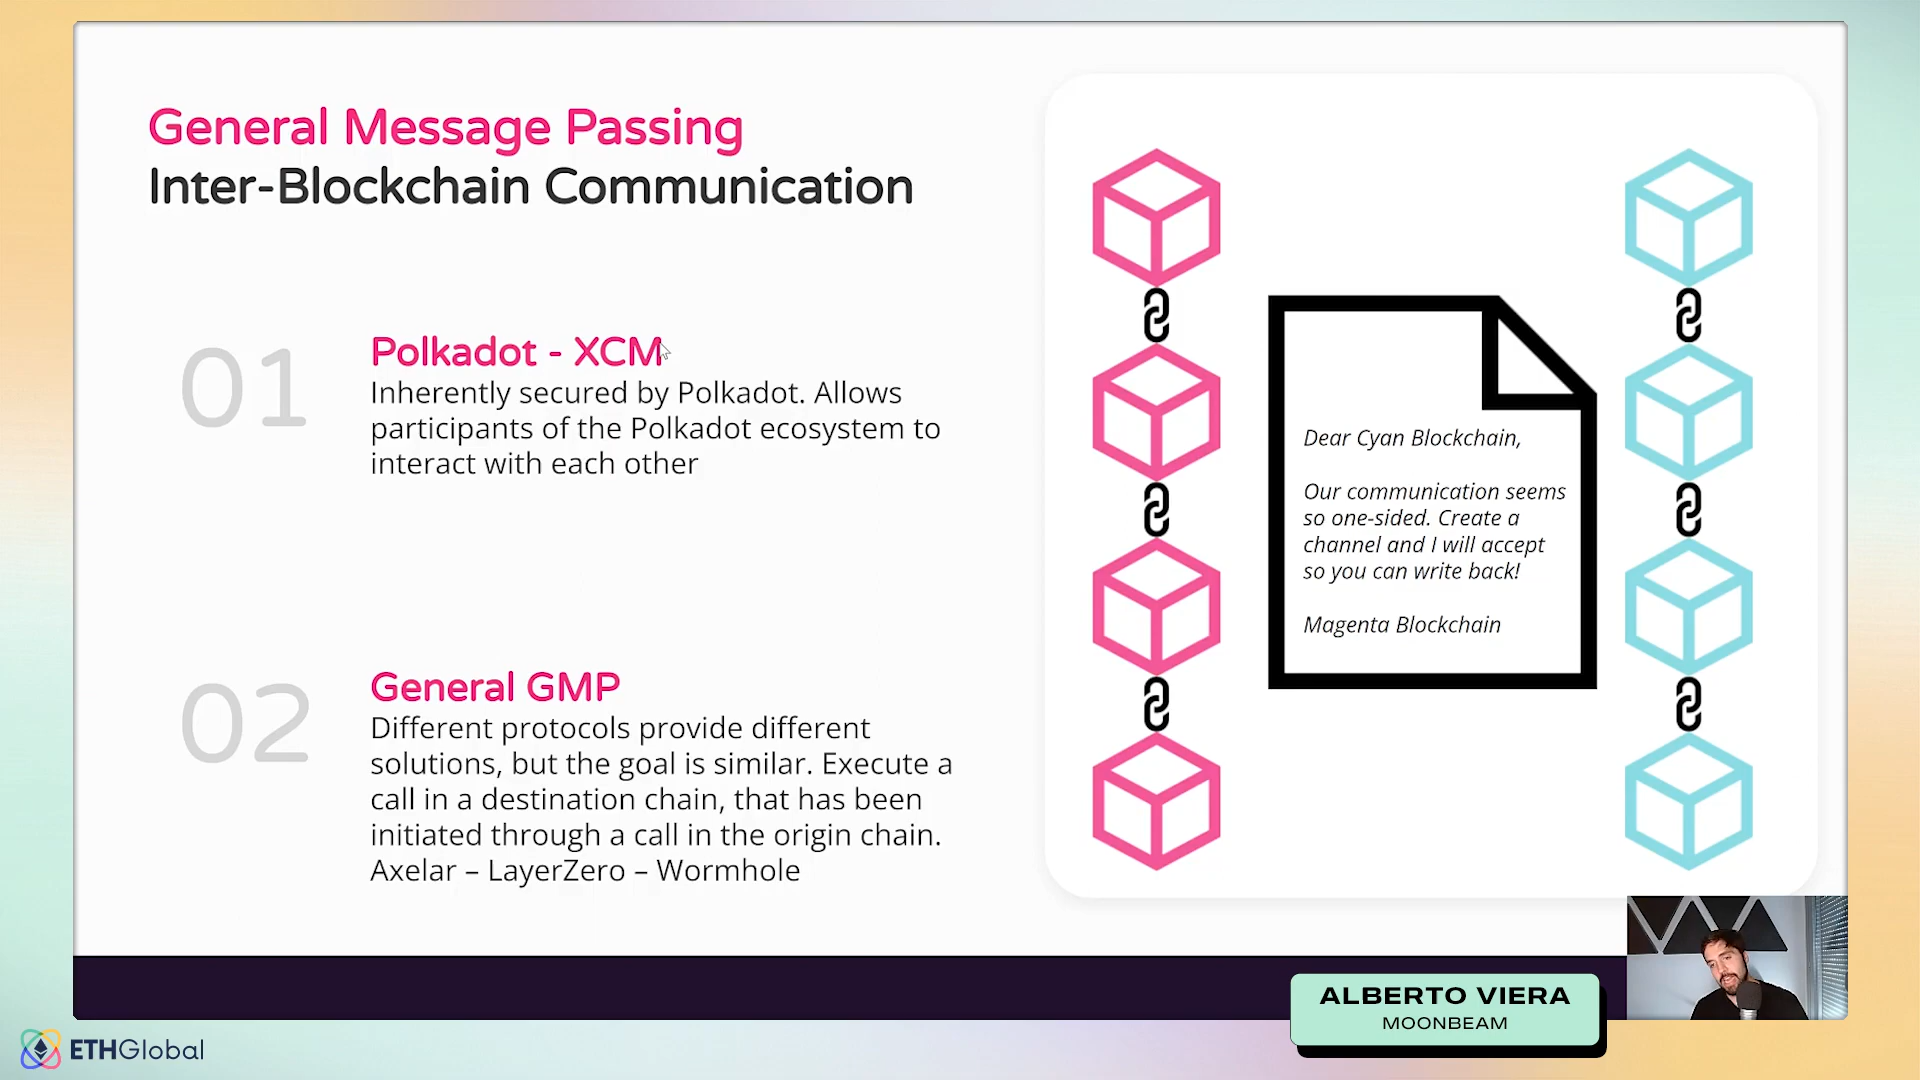 General Message Passing
Inter-Blockchain Communication
01
Polkadot - XCM
Inherently secured by Polkadot. Allows
participants of the Polkadot ecosystem to
interact with each other
02
General GMP
Different protocols provide different
solutions, but the goal is similar. Execute a
call in a destination chain, that has been
initiated through a call in the origin chain.
Axelar – LayerZero – Wormhole
Dear Cyan Blockchain,
Our communication seems
so one-sided. Create a
channel and I will accept
so you can write back!
Magenta Blockchain
ALBERTO VIERA
MOONBEAM
ETHGlobal